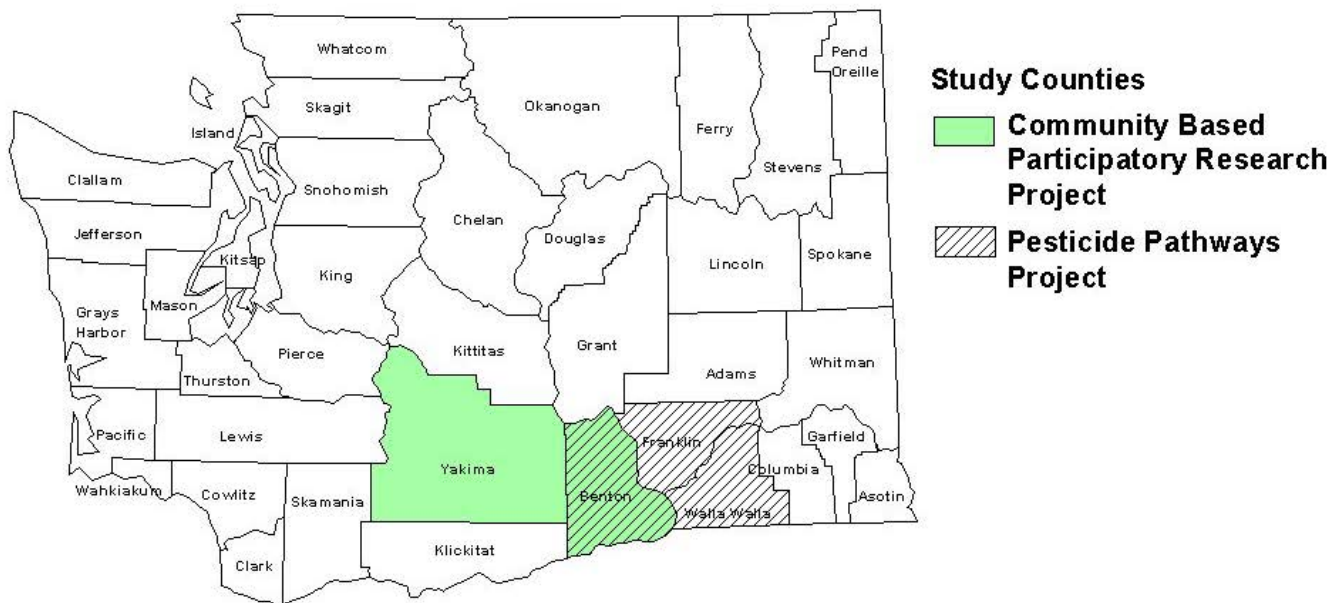 Whatcom
Pend
Oreille
Skagit
Okanogan
Island
Ferry
Stevens
Clallam
Snohomish
Chelan
Douglas
Jefferson
Kitsap
King
Lincoln
Spokane
Mason
Grays
Harbor
Grant
Pierce
Kittitas
Whitman
Adams
Thurston
Pacific
Lewis
Franklin
Garfield
Yakima
Columbia
Wahkiakum
Cowlitz
Skamania
Benton
Asotin
Walla Walla
Klickitat
Clark
Study Counties
Community Based
Participatory Research
Project
Pesticide Pathways
Project